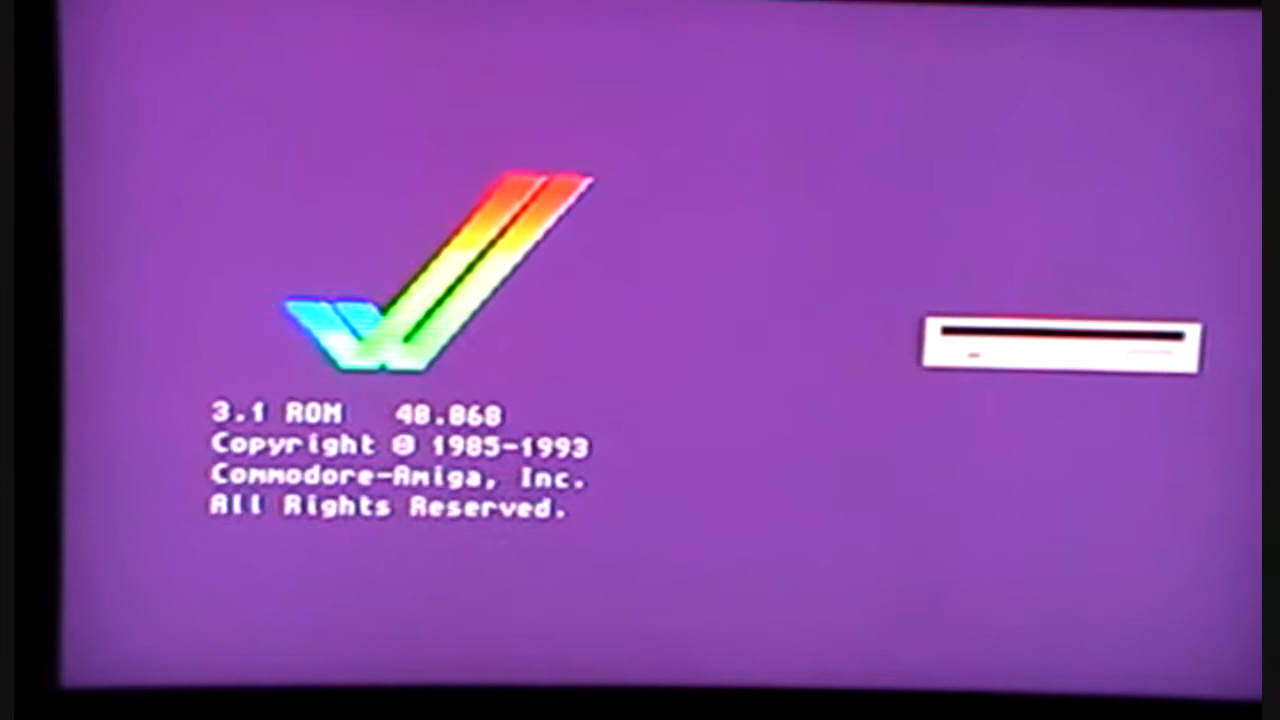 3.1 ROM 40.068
Copyright © 1985-1993
Commodore-Amiga, Inc.
All Rights Reserved.